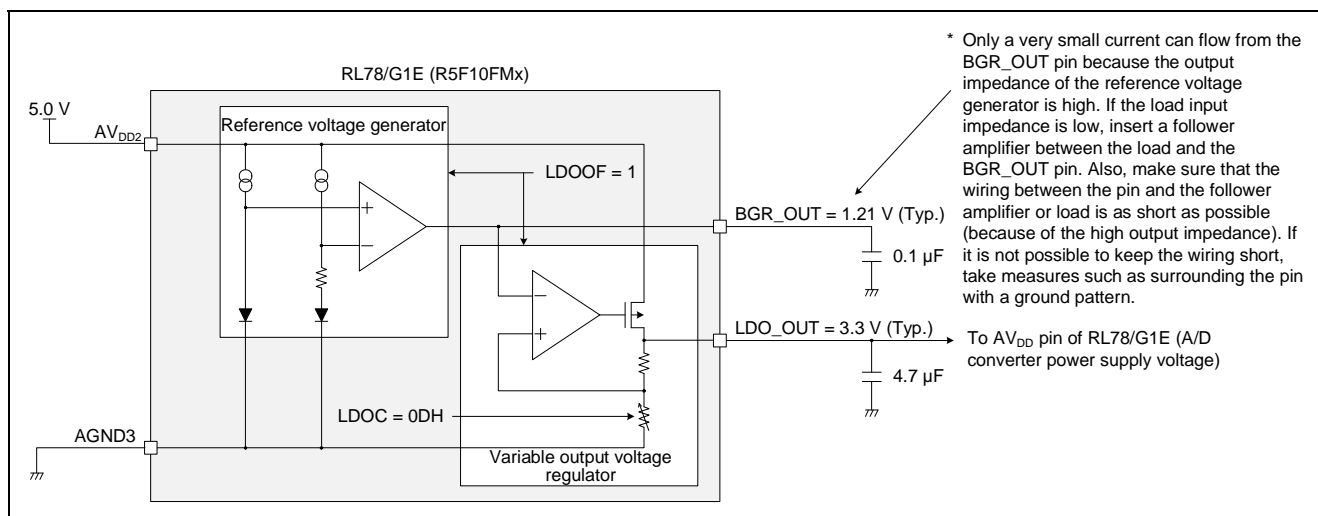 RL78/G1E (R5F10FMx)
5.0 V
AVDD2
Reference voltage generator
LDOOF = 1
BGR_OUT = 1.21 V (Typ.)
0.1 µF
LDO_OUT = 3.3 V (Typ.)
4.7 µF
LDOC = 0DH
AGND3
Variable output voltage
regulator
* Only a very small current can flow from the
BGR_OUT pin because the output
impedance of the reference voltage
generator is high. If the load input
impedance is low, insert a follower
amplifier between the load and the
BGR_OUT pin. Also, make sure that the
wiring between the pin and the follower
amplifier or load is as short as possible
(because of the high output impedance). If
it is not possible to keep the wiring short,
take measures such as surrounding the pin
with a ground pattern.
To AVDD pin of RL78/G1E (A/D
converter power supply voltage)